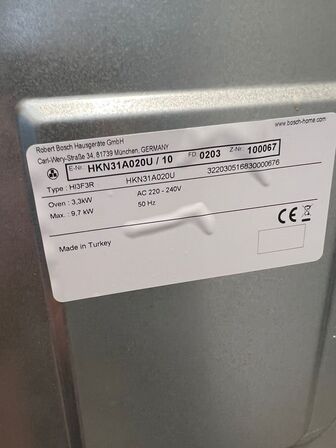 www.bosch-home.com
Robert Bosch Hausgeräte GmbH
Carl-Wery-Straße 34, 81739 München, GERMANY
E-Nr. HKN31A020U / 10 FD 0203 Z-Nr. 100067
Type : HI3F3R HKN31A020U 322030516830000676
Oven : 3,3kW AC 220 - 240V
Max. : 9,7 kW 50 Hz
CE
Made in Turkey